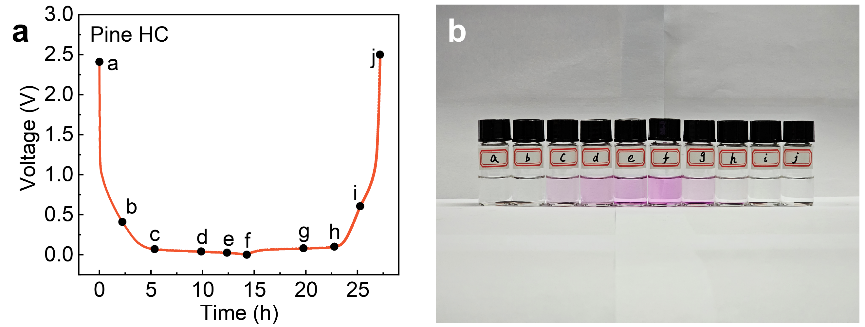 a
Pine HC
3.0
2.5
2.0
1.5
1.0
0.5
0.0
Voltage (V)
a
b
c
d
e
f
g
h
i
j
0
5
10
15
20
25
Time (h)
b
a
b
c
d
e
f
g
h
i
j